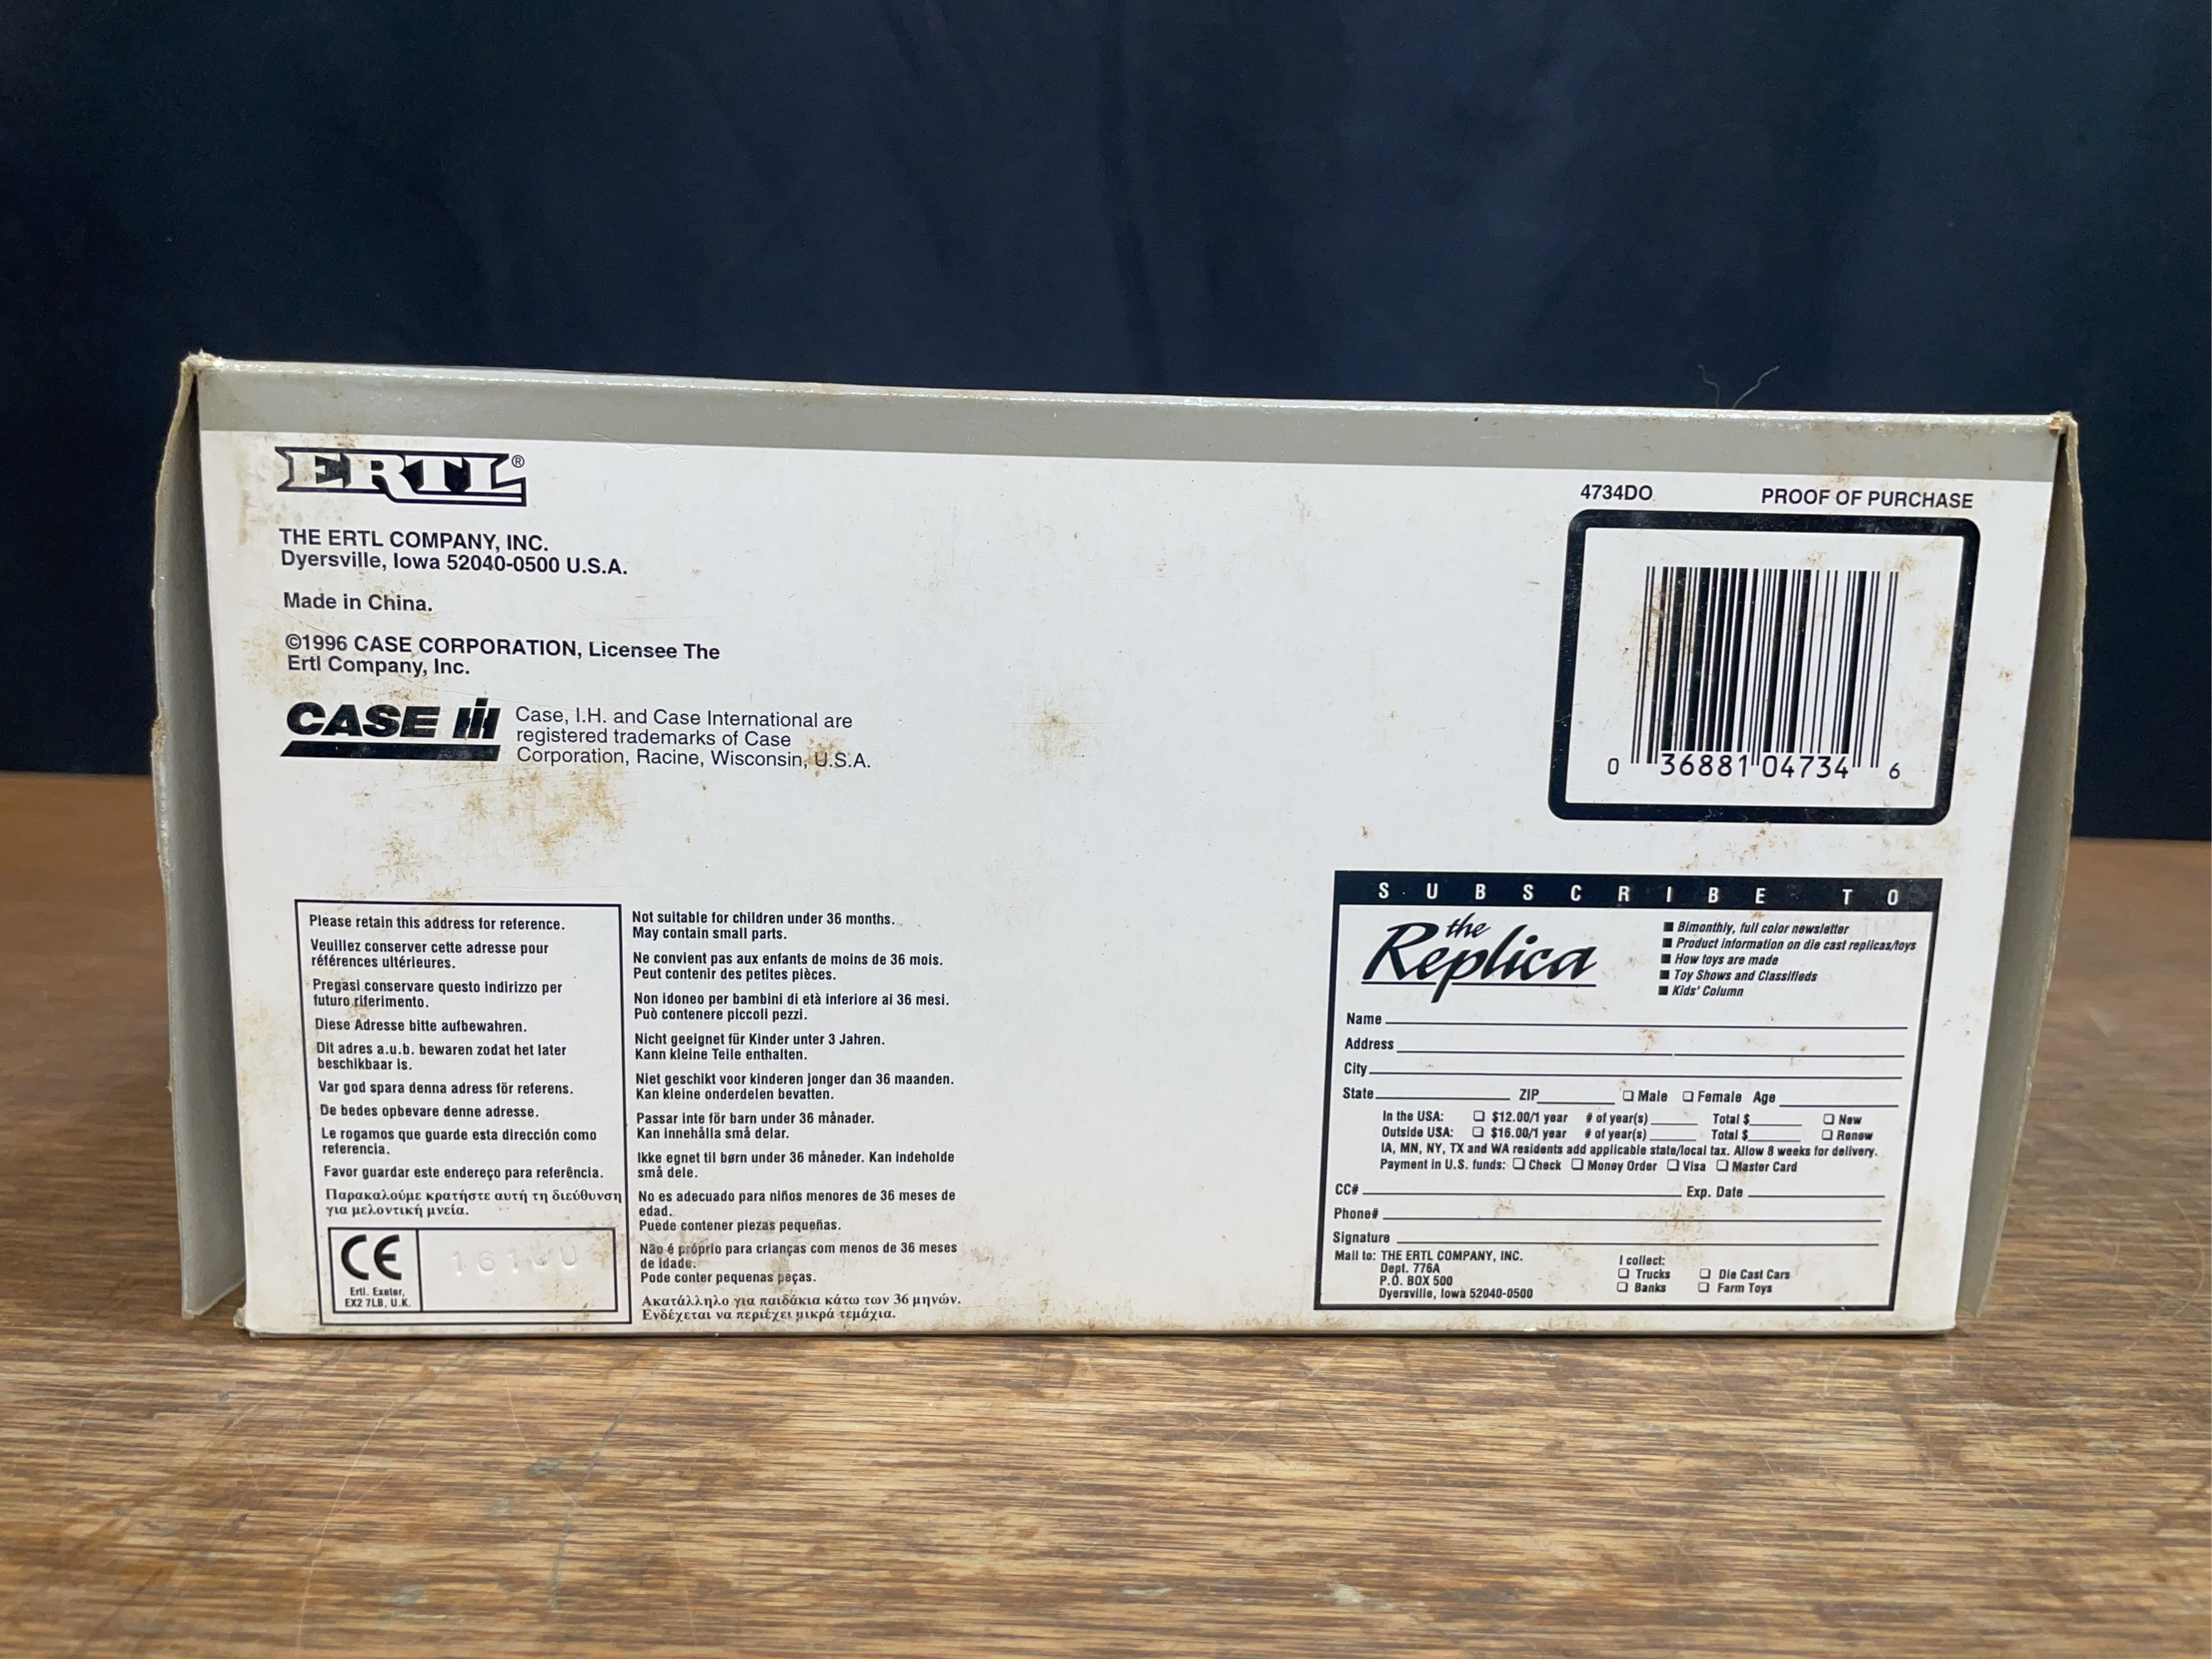 ERTL®
THE ERTL COMPANY, INC.
Dyersville, Iowa 52040-0500 U.S.A.
Made in China.
©1996 CASE CORPORATION, Licensee The
Ertl Company, Inc.
CASE IH
Case, I.H. and Case International are
registered trademarks of Case
Corporation, Racine, Wisconsin, U.S.A.
4734DO PROOF OF PURCHASE
0 36881 04734 6
Please retain this address for reference.
Veuillez conserver cette adresse pour
références ultérieures.
Pregasi conservare questo indirizzo per
futuro riferimento.
Diese Adresse bitte aufbewahren.
Dit adres a.u.b. bewaren zodat het later
beschikbaar is.
Var god spara denna adress för referens.
De bedes opbevare denne adresse.
Le rogamos que guarde esta dirección como
referencia.
Favor guardar este endereço para referência.
Παρακαλούμε κρατήστε αυτή τη διεύθυνση
για μελοντική μνεία.
CE
Ertl. Exeter,
EX2 7LB, U.K.
Not suitable for children under 36 months.
May contain small parts.
Ne convient pas aux enfants de moins de 36 mois.
Peut contenir des petites pièces.
Non idoneo per bambini di età inferiore ai 36 mesi.
Può contenere piccoli pezzi.
Nicht geeignet für Kinder unter 3 Jahren.
Kann kleine Teile enthalten.
Niet geschikt voor kinderen jonger dan 36 maanden.
Kan kleine onderdelen bevatten.
Passar inte för barn under 36 månader.
Kan innehålla små delar.
Ikke egnet til børn under 36 måneder. Kan indeholde
små dele.
No es adecuado para niños menores de 36 meses de
edad.
Puede contener piezas pequeñas.
Não é próprio para crianças com menos de 36 meses
de idade.
Pode conter pequenas peças.
Ακατάλληλο για παιδάκια κάτω των 36 μηνών.
Ενδέχεται να περιέχει μικρά τεμάχια.
SUBSCRIBE TO
the
Replica
Bimonthly, full color newsletter
Product information on die cast replicas/toys
How toys are made
Toy Shows and Classifieds
Kids' Column
Name
Address
City
State ZIP Male Female Age
In the USA: $12.00/1 year # of year(s) Total $ New
Outside USA: $16.00/1 year # of year(s) Total $ Renew
IA, MN, NY, TX and WA residents add applicable state/local tax. Allow 8 weeks for delivery.
Payment in U.S. funds: Check Money Order Visa Master Card
CC# Exp. Date
Phone#
Signature
Mail to: THE ERTL COMPANY, INC.
Dept. 776A
P.O. BOX 500
Dyersville, Iowa 52040-0500
I collect:
Trucks Die Cast Cars
Banks Farm Toys